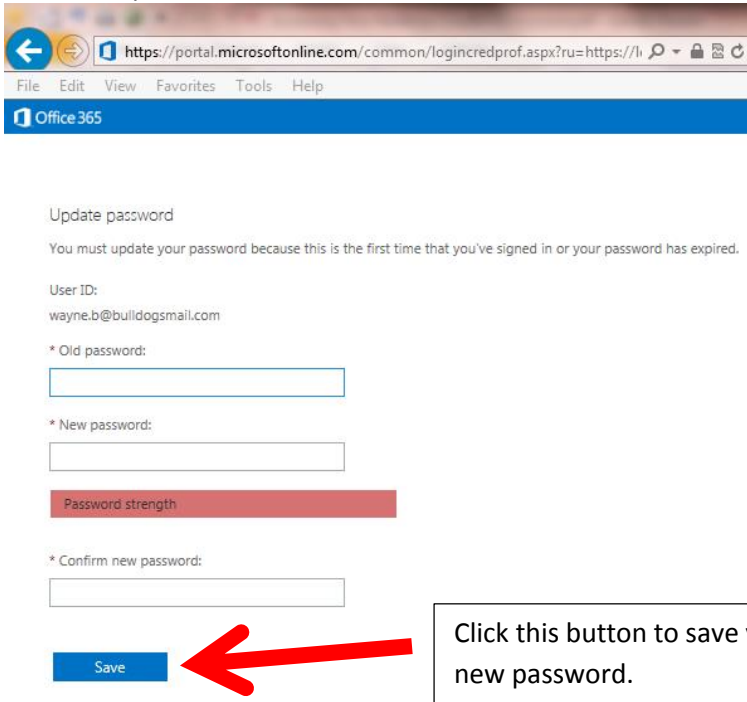 https://portal.microsoftonline.com/common/logincredprof.aspx?ru=https://l
File Edit View Favorites Tools Help
Office 365
Update password
You must update your password because this is the first time that you've signed in or your password has expired.
User ID:
wayne.b@bulldogsmail.com
* Old password:
* New password:
Password strength
* Confirm new password:
Save
Click this button to save
new password.